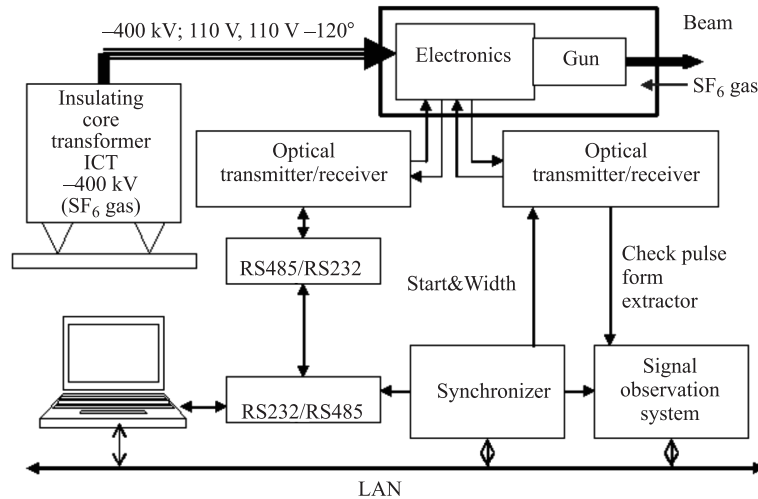 –400 kV; 110 V, 110 V –120°
Beam
Electronics
Gun
SF₆ gas
Insulating
core
transformer
ICT
–400 kV
(SF₆ gas)
Optical
transmitter/receiver
Optical
transmitter/receiver
RS485/RS232
Start&Width
Check pulse
form
extractor
RS232/RS485
Synchronizer
Signal
observation
system
LAN